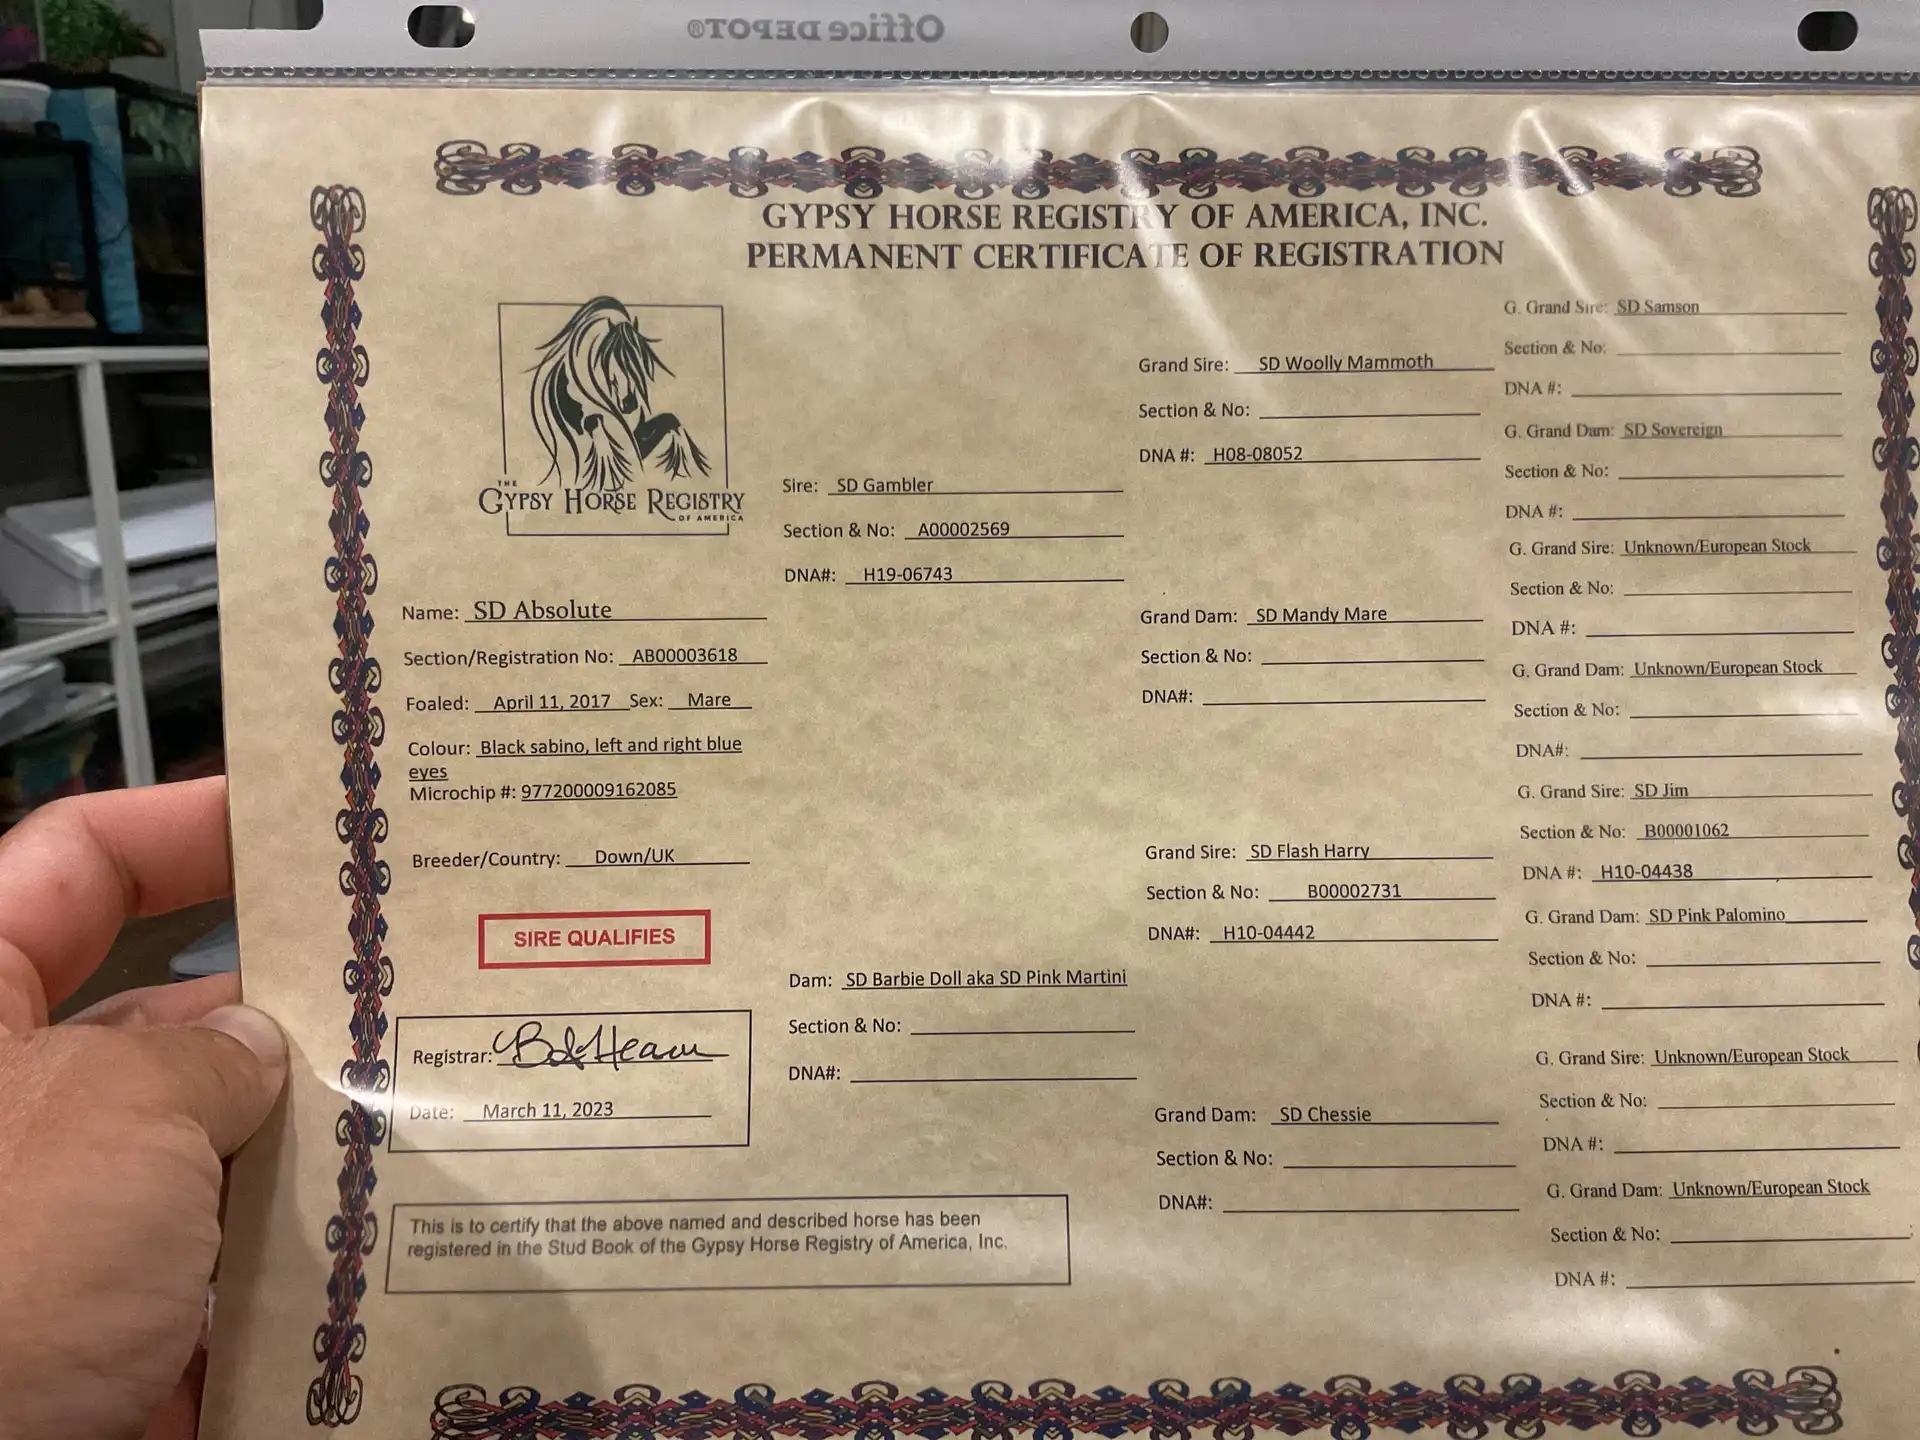 Office DEPOT®
GYPSY HORSE REGISTRY OF AMERICA, INC.
PERMANENT CERTIFICATE OF REGISTRATION
THE
GYPSY HORSE REGISTRY
OF AMERICA
Name: SD Absolute
Section/Registration No: AB00003618
Foaled: April 11, 2017 Sex: Mare
Colour: Black sabino, left and right blue
eyes
Microchip #: 977200009162085
Breeder/Country: Down/UK
SIRE QUALIFIES
Registrar:
Date: March 11, 2023
This is to certify that the above named and described horse has been
registered in the Stud Book of the Gypsy Horse Registry of America, Inc.
Sire: SD Gambler
Section & No: A00002569
DNA#: H19-06743
Dam: SD Barbie Doll aka SD Pink Martini
Section & No:
DNA#:
Grand Sire: SD Woolly Mammoth
Section & No:
DNA #: H08-08052
Grand Dam: SD Mandy Mare
Section & No:
DNA#:
Grand Sire: SD Flash Harry
Section & No: B00002731
DNA#: H10-04442
Grand Dam: SD Chessie
Section & No:
DNA#:
G. Grand Sire: SD Samson
Section & No:
DNA #:
G. Grand Dam: SD Sovereign
Section & No:
DNA #:
G. Grand Sire: Unknown/European Stock
Section & No:
DNA #:
G. Grand Dam: Unknown/European Stock
Section & No:
DNA#:
G. Grand Sire: SD Jim
Section & No: B00001062
DNA #: H10-04438
G. Grand Dam: SD Pink Palomino
Section & No:
DNA #:
G. Grand Sire: Unknown/European Stock
Section & No:
DNA #:
G. Grand Dam: Unknown/European Stock
Section & No:
DNA #: